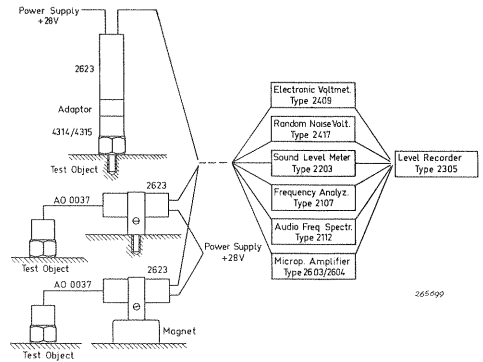 Power Supply
+28V
2623
Adaptor
4314/4315
Test Object
AO 0037
2623
Test Object
Power Supply
+28V
AO 0037
2623
Magnet
Test Object
Electronic Voltmet.
Type 2409
Random Noise Volt.
Type 2417
Sound Level Meter
Type 2203
Frequency Analyz.
Type 2107
Audio Freq Spectr.
Type 2112
Microp. Amplifier
Type 2603/2604
Level Recorder
Type 2305
265099